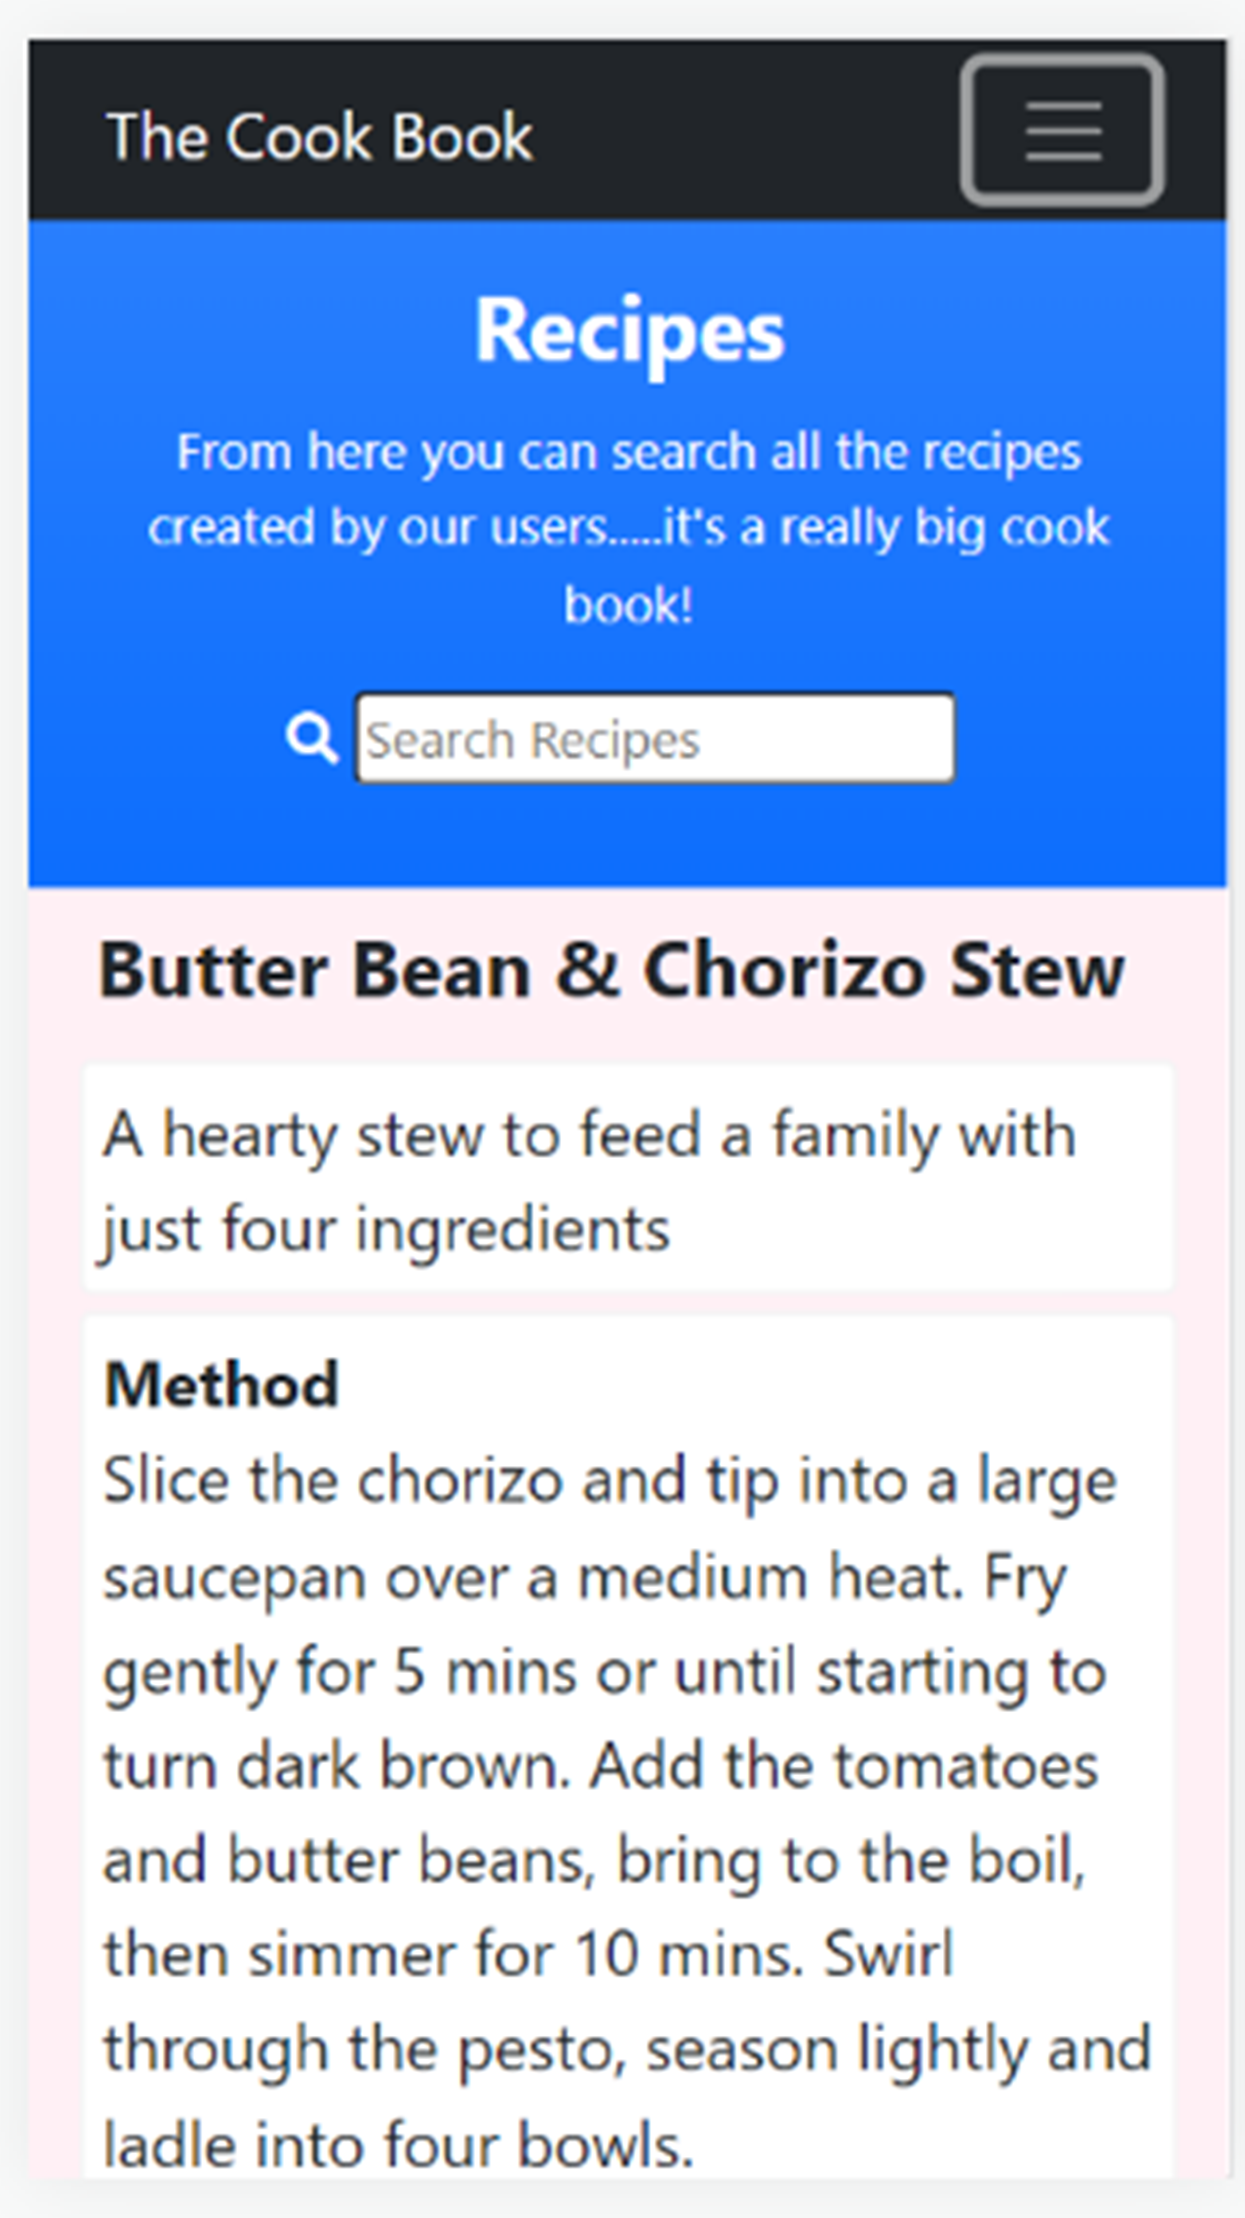 The Cook Book
Recipes
From here you can search all the recipes
created by our users.....it's a really big cook
book!
Search Recipes
Butter Bean & Chorizo Stew
A hearty stew to feed a family with
just four ingredients
Method
Slice the chorizo and tip into a large
saucepan over a medium heat. Fry
gently for 5 mins or until starting to
turn dark brown. Add the tomatoes
and butter beans, bring to the boil,
then simmer for 10 mins. Swirl
through the pesto, season lightly and
ladle into four bowls.